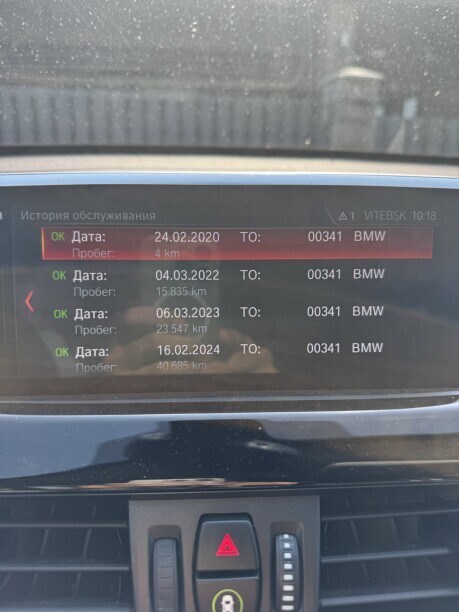 История обслуживания ⚠1 VITEBSK 10:18
OK Дата: 24.02.2020 ТО: 00341 BMW
Пробег: 4 km
OK Дата: 04.03.2022 ТО: 00341 BMW
Пробег: 15.835 km
OK Дата: 06.03.2023 ТО: 00341 BMW
Пробег: 23.547 km
OK Дата: 16.02.2024 ТО: 00341 BMW
Пробег: 40.685 km